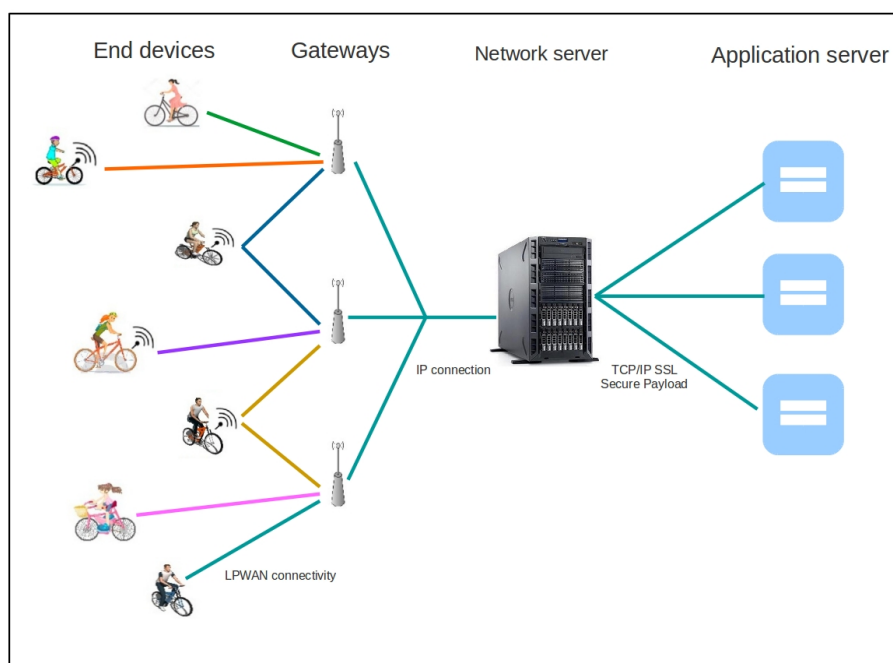 End devices
Gateways
Network server
Application server
IP connection
TCP/IP SSL
Secure Payload
LPWAN connectivity